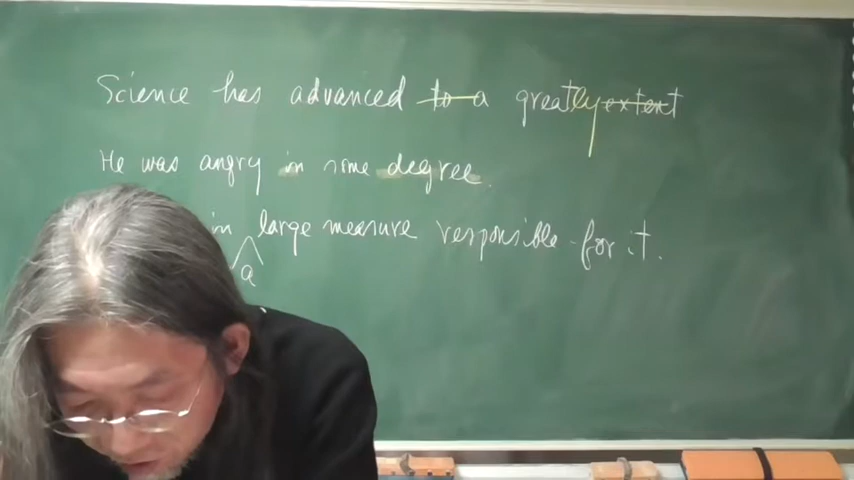 Science has advanced to a greatly extent
He was angry in some degree.
in large measure responsible for it.
a